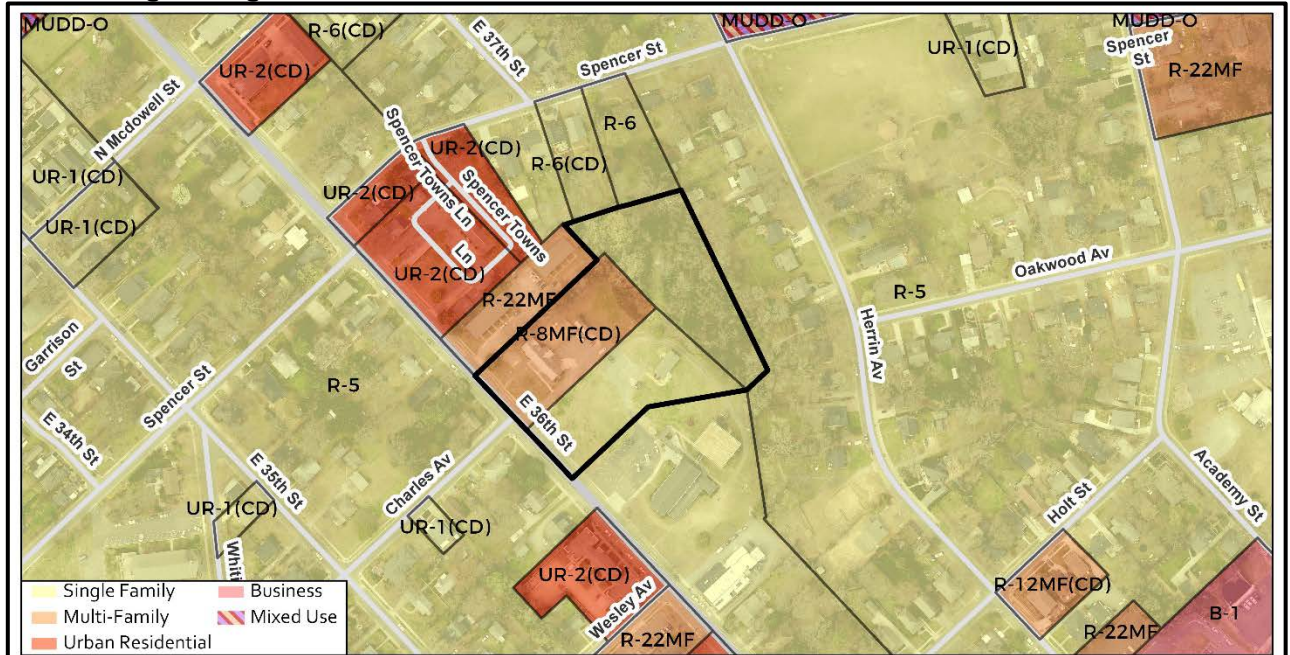 MUDD-O
R-6(CD)
E 37th St
Spencer St
MUDD-O
UR-1(CD)
MUDD-O
Spencer
St
R-22MF
UR-2(CD)
N Mcdowell St
UR-1(CD)
UR-1(CD)
Spencer Towns Ln
UR-2(CD)
Spencer Towns
Ln
R-6(CD)
R-6
UR-2(CD)
UR-2(CD)
R-22MF
R-8MF(CD)
Oakwood Av
R-5
Herrin Av
Garrison
St
Spencer St
R-5
E 36th St
E 34th St
E 35th St
Charles Av
UR-1(CD)
UR-1(CD)
Holt St
Academy St
UR-2(CD)
Wesley Av
R-22MF
R-12MF(CD)
R-22MF
B-1
Single Family
Business
Multi-Family
Mixed Use
Urban Residential